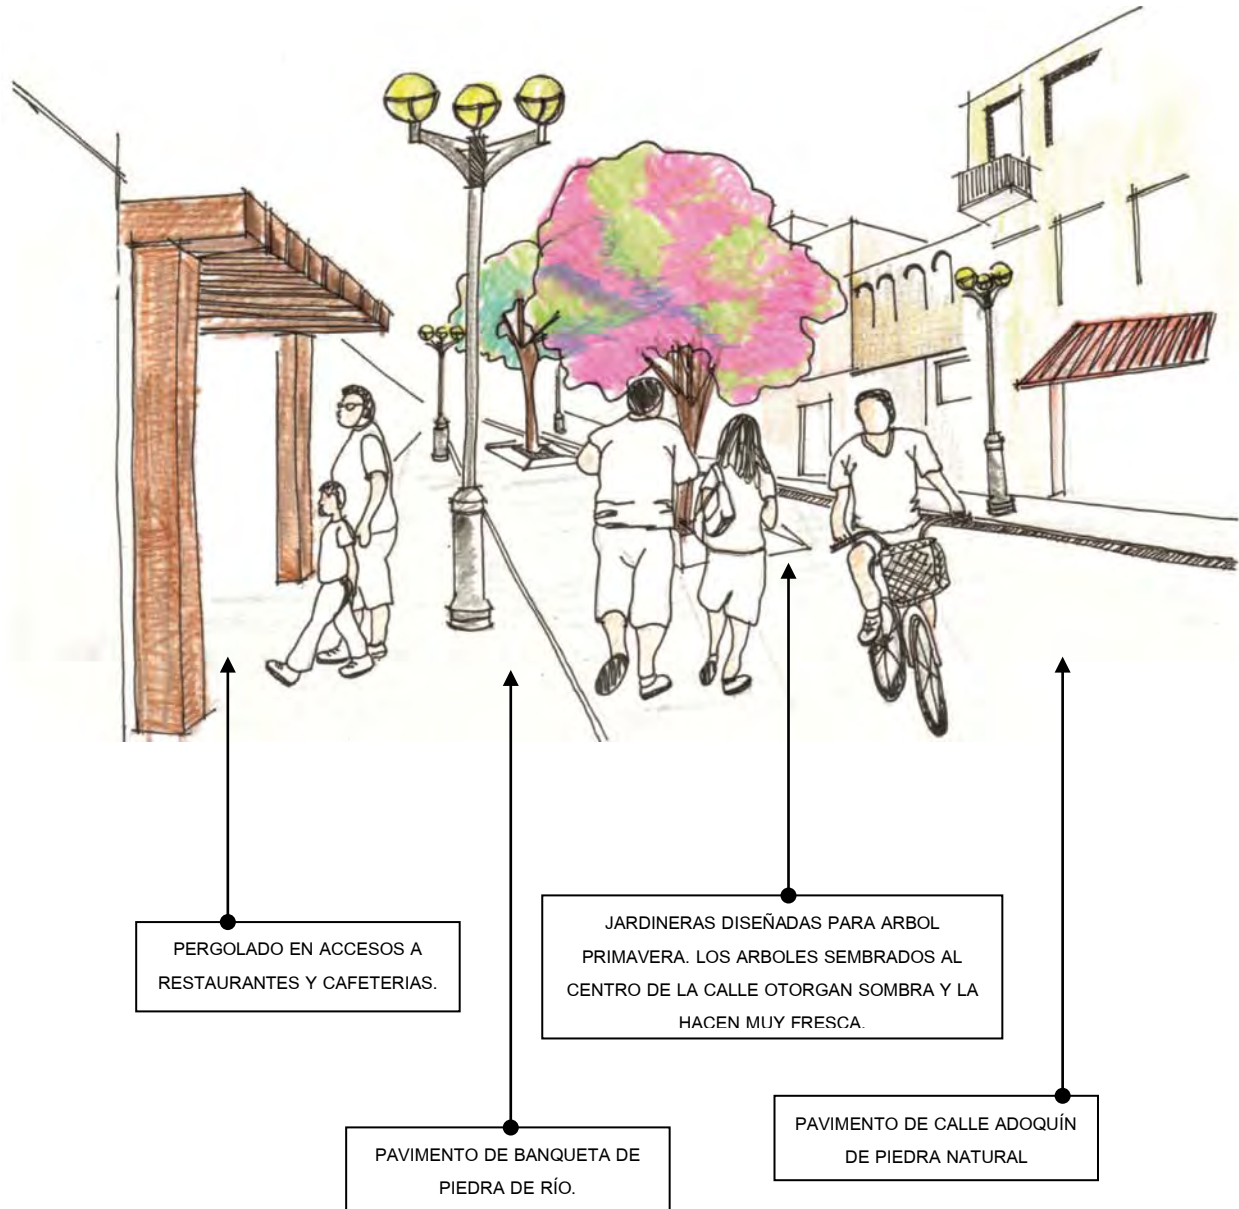 PERGOLADO EN ACCESOS A
RESTAURANTES Y CAFETERIAS.
JARDINERAS DISEÑADAS PARA ARBOL
PRIMAVERA. LOS ARBOLES SEMBRADOS AL
CENTRO DE LA CALLE OTORGAN SOMBRA Y LA
HACEN MUY FRESCA.
PAVIMENTO DE BANQUETA DE
PIEDRA DE RÍO.
PAVIMENTO DE CALLE ADOQUÍN
DE PIEDRA NATURAL